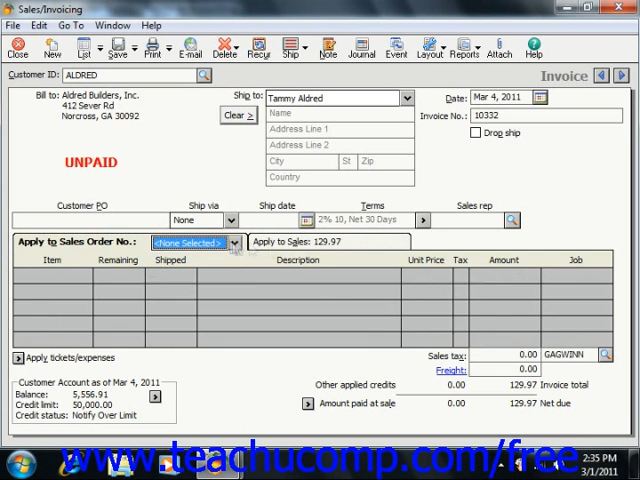 Sales/Invoicing
File Edit Go To Window Help
Close New List Save Print E-mail Delete Recur Ship Note Journal Event Layout Reports Attach Help
Customer ID: ALDRED Invoice
Bill to: Aldred Builders, Inc. Ship to: Tammy Aldred Date: Mar 4, 2011
412 Sever Rd Clear > Name Invoice No.: 10332
Norcross, GA 30092 Address Line 1 Drop ship
Address Line 2
UNPAID City St Zip
Country
Customer PO Ship via Ship date Terms Sales rep
None 2% 10, Net 30 Days
Apply to Sales Order No.: <None Selected> Apply to Sales: 129.97
Item Remaining Shipped Description Unit Price Tax Amount Job
Apply tickets/expenses Sales tax: 0.00 GAGWINN
Freight: 0.00
Customer Account as of Mar 4, 2011 Other applied credits 0.00 129.97 Invoice total
Balance: 5,556.91
Credit limit: 50,000.00 Amount paid at sale 0.00 129.97 Net due
Credit status: Notify Over Limit
www.teachucomp.com/free
2:35 PM
3/1/2011